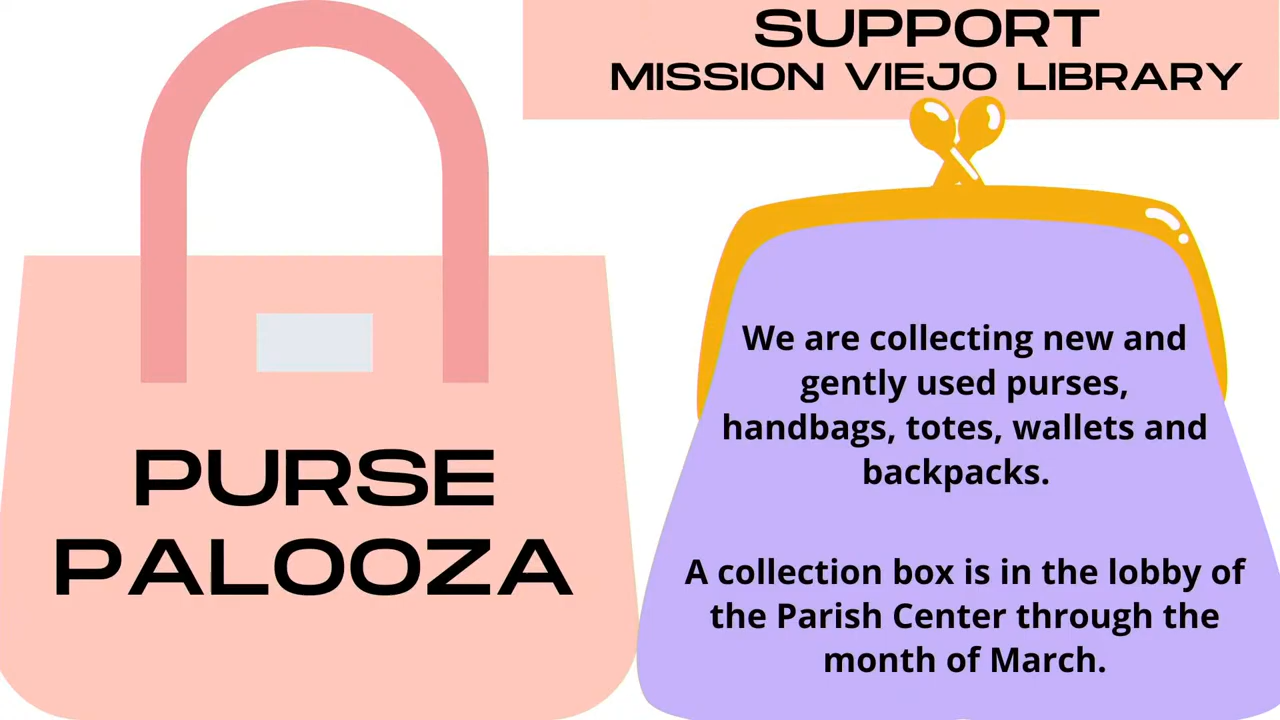 SUPPORT
MISSION VIEJO LIBRARY
PURSE
PALOOZA
We are collecting new and
gently used purses,
handbags, totes, wallets and
backpacks.
A collection box is in the lobby of
the Parish Center through the
month of March.